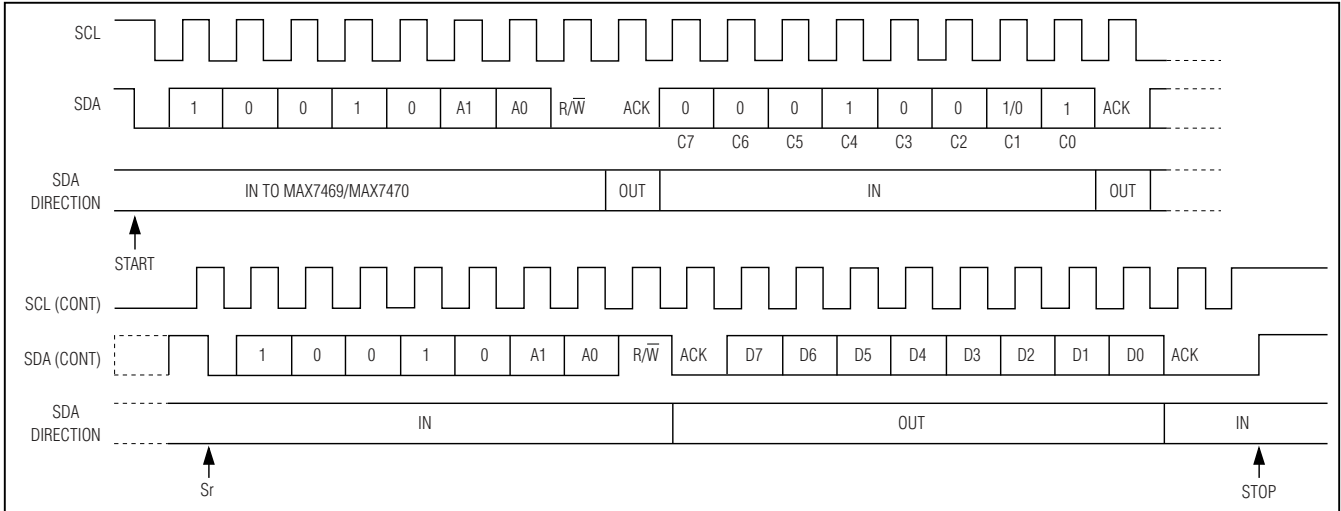 SCL
SDA 1 0 0 1 0 A1 A0 R/W̅ ACK 0 0 0 1 0 0 1/0 1 ACK
C7 C6 C5 C4 C3 C2 C1 C0
SDA
DIRECTION
IN TO MAX7469/MAX7470 OUT IN OUT
START
SCL (CONT)
SDA (CONT) 1 0 0 1 0 A1 A0 R/W̅ ACK D7 D6 D5 D4 D3 D2 D1 D0 ACK
SDA
DIRECTION
IN OUT IN
Sr STOP